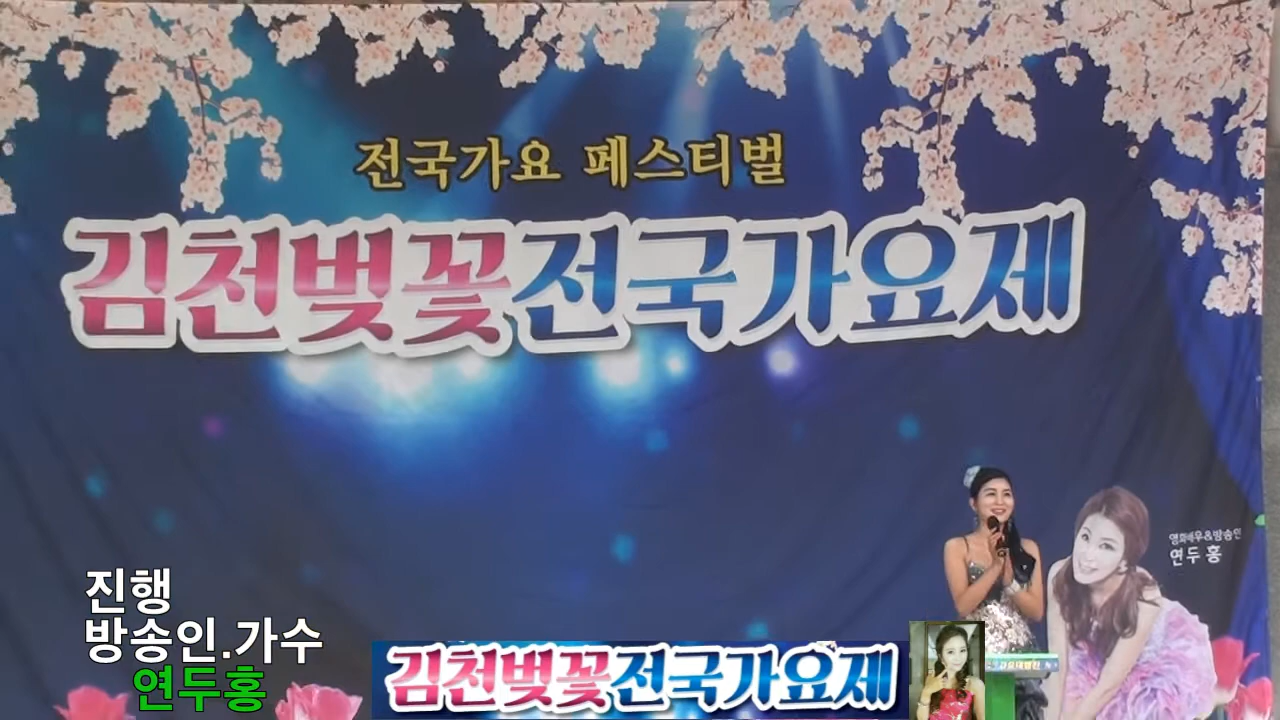 전국가요 페스티벌
김천벚꽃전국가요제
영화배우&방송인
연두홍
진행
방송인.가수
연두홍
김천벚꽃전국가요제